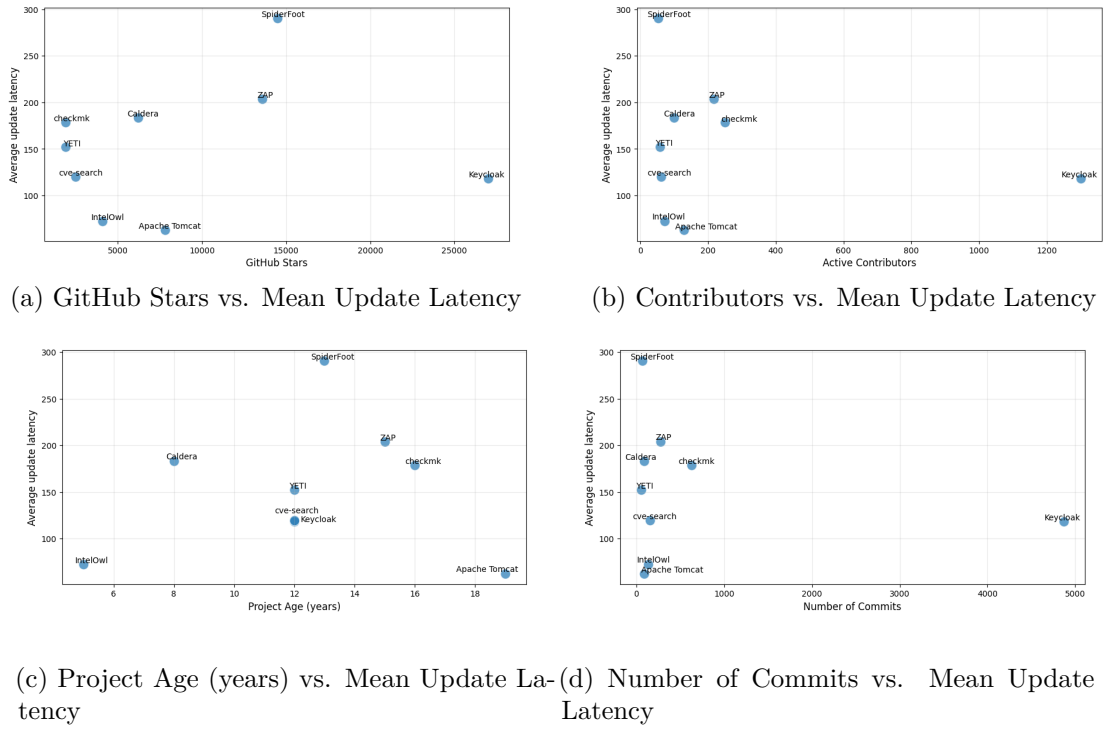 300
250
200
150
100
Average update latency
SpiderFoot
ZAP
Caldera
checkmk
YETI
cve-search
Keycloak
IntelOwl
Apache Tomcat
5000 10000 15000 20000 25000
GitHub Stars
(a) GitHub Stars vs. Mean Update Latency
300
250
200
150
100
Average update latency
SpiderFoot
ZAP
Caldera
checkmk
YETI
cve-search
Keycloak
IntelOwl
Apache Tomcat
0 200 400 600 800 1000 1200
Active Contributors
(b) Contributors vs. Mean Update Latency
300
250
200
150
100
Average update latency
SpiderFoot
ZAP
Caldera
checkmk
YETI
cve-search
Keycloak
IntelOwl
Apache Tomcat
6 8 10 12 14 16 18
Project Age (years)
(c) Project Age (years) vs. Mean Update La-
tency
300
250
200
150
100
Average update latency
SpiderFoot
ZAP
Caldera
checkmk
YETI
cve-search
Keycloak
IntelOwl
Apache Tomcat
0 1000 2000 3000 4000 5000
Number of Commits
(d) Number of Commits vs. Mean Update
Latency